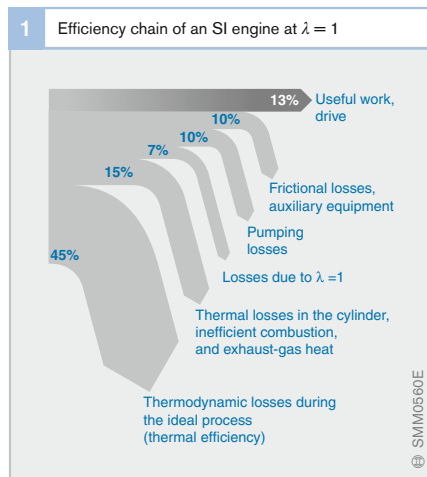 1 Efficiency chain of an SI engine at λ = 1
13% Useful work,
drive
10%
10%
7%
15%
45%
Frictional losses,
auxiliary equipment
Pumping
losses
Losses due to λ =1
Thermal losses in the cylinder,
inefficient combustion,
and exhaust-gas heat
Thermodynamic losses during
the ideal process
(thermal efficiency)
SMM0560E